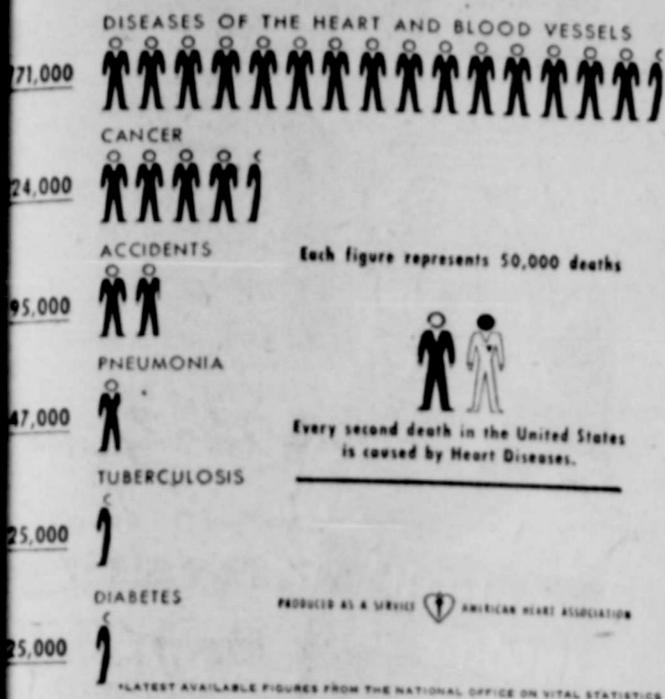 DISEASES OF THE HEART AND BLOOD VESSELS
71,000
CANCER
24,000
ACCIDENTS
Each figure represents 50,000 deaths
95,000
PNEUMONIA
47,000
Every second death in the United States
is caused by Heart Diseases.
TUBERCULOSIS
25,000
DIABETES
PRODUCED AS A SERVICE AMERICAN HEART ASSOCIATION
25,000
*LATEST AVAILABLE FIGURES FROM THE NATIONAL OFFICE ON VITAL STATISTICS